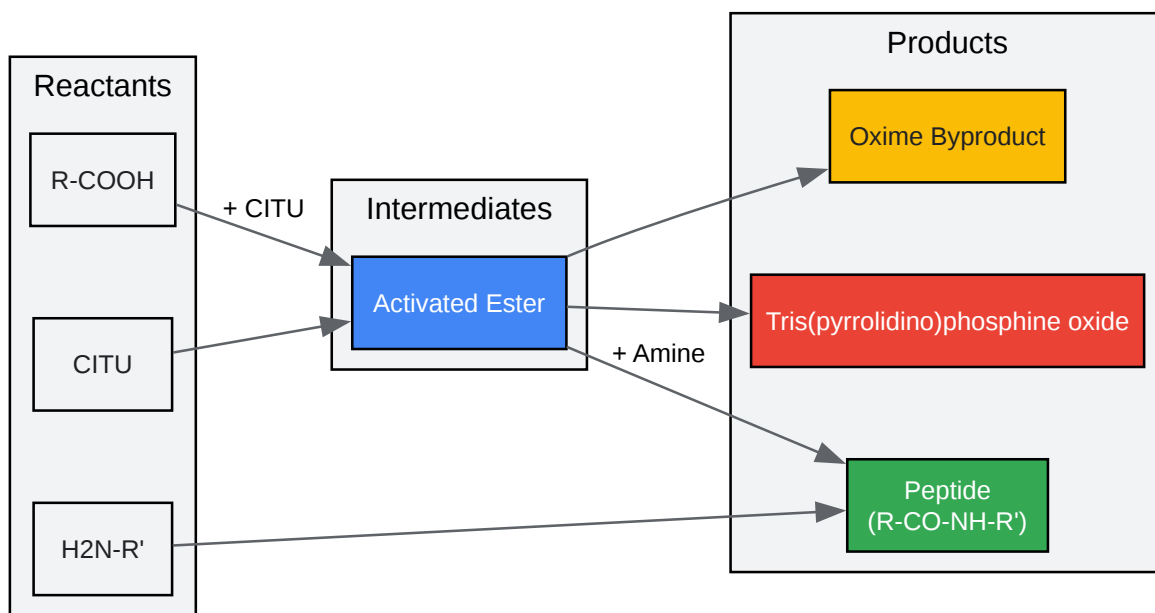 Reactants
R-COOH
CITU
H2N-R'
+ CITU
Intermediates
Activated Ester
+ Amine
Products
Oxime Byproduct
Tris(pyrrolidino)phosphine oxide
Peptide
(R-CO-NH-R')